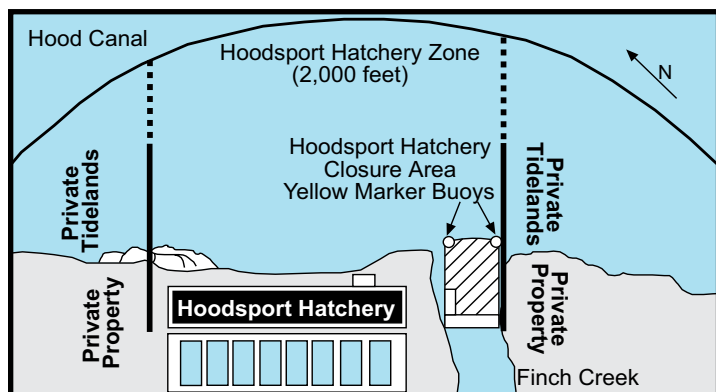 Hood Canal
Hoodsport Hatchery Zone
(2,000 feet)
N
Hoodsport Hatchery
Closure Area
Yellow Marker Buoys
Private
Tidelands
Private
Tidelands
Private
Property
Private
Property
Hoodsport Hatchery
Finch Creek